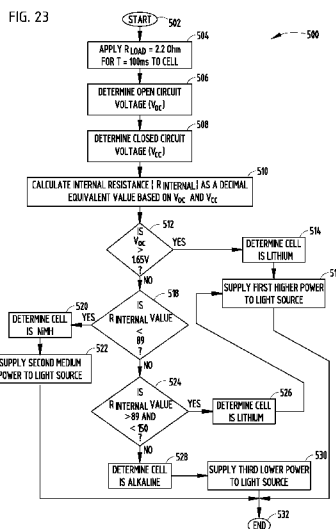 FIG. 23
START
502
500
504
APPLY R LOAD = 2.2 Ohm
FOR T = 100ms TO CELL
506
DETERMINE OPEN CIRCUIT
VOLTAGE (VOC)
508
DETERMINE CLOSED CIRCUIT
VOLTAGE (VCC)
510
CALCULATE INTERNAL RESISTANCE ( R INTERNAL) AS A DECIMAL
EQUIVALENT VALUE BASED ON VOC AND VCC
512
IS
VOC
>
1.65V
?
YES
NO
514
DETERMINE CELL
IS LITHIUM
SUPPLY FIRST HIGHER POWER
TO LIGHT SOURCE
518
IS
R INTERNAL VALUE
<
89
?
YES
NO
520
DETERMINE CELL
IS NiMH
522
SUPPLY SECOND MEDIUM
POWER TO LIGHT SOURCE
524
IS
R INTERNAL VALUE
>89 AND
<150
?
YES
NO
526
DETERMINE CELL
IS LITHIUM
528
DETERMINE CELL
IS ALKALINE
530
SUPPLY THIRD LOWER POWER
TO LIGHT SOURCE
END
532